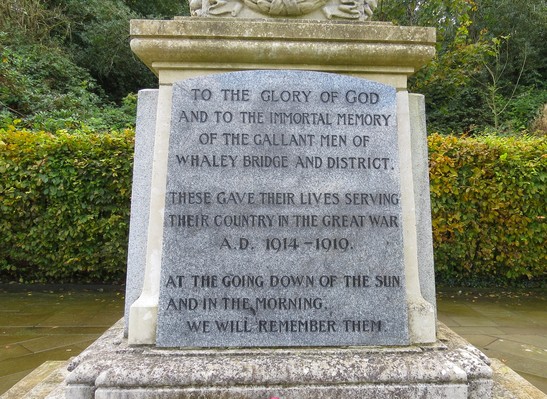 TO THE GLORY OF GOD
AND TO THE IMMORTAL MEMORY
OF THE GALLANT MEN OF
WHALEY BRIDGE AND DISTRICT.
THESE GAVE THEIR LIVES SERVING
THEIR COUNTRY IN THE GREAT WAR
A.D. 1914-1919.
AT THE GOING DOWN OF THE SUN
AND IN THE MORNING,
WE WILL REMEMBER THEM.